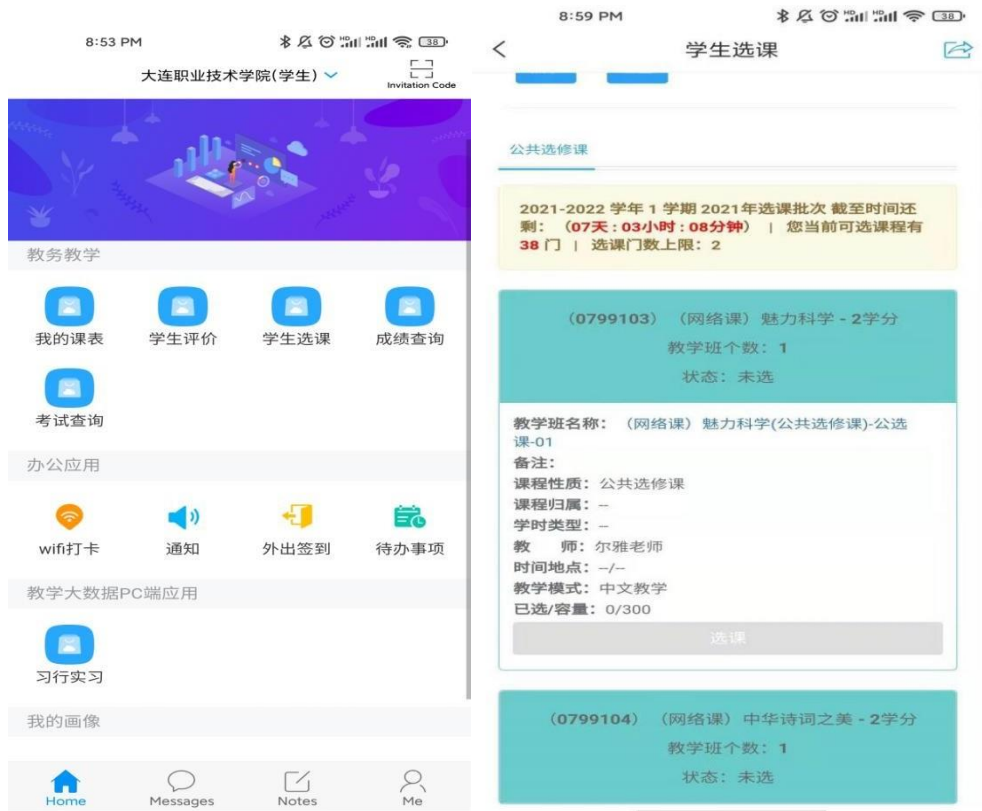 8:53 PM
38
大连职业技术学院(学生)
Invitation Code
教务教学
我的课表 学生评价 学生选课 成绩查询
考试查询
办公应用
wifi打卡 通知 外出签到 待办事项
教学大数据PC端应用
习行实习
我的画像
Home Messages Notes Me
8:59 PM
38
学生选课
公共选修课
2021-2022 学年 1 学期 2021年选课批次 截至时间还
剩：（07天 : 03小时 : 08分钟） | 您当前可选课程有
38 门 | 选课门数上限：2
（0799103）（网络课）魅力科学 - 2学分
教学班个数：1
状态：未选
教学班名称：（网络课）魅力科学(公共选修课)-公选
课-01
备注：
课程性质：公共选修课
课程归属：--
学时类型：--
教 师：尔雅老师
时间地点：--/--
教学模式：中文教学
已选/容量：0/300
选课
（0799104）（网络课）中华诗词之美 - 2学分
教学班个数：1
状态：未选